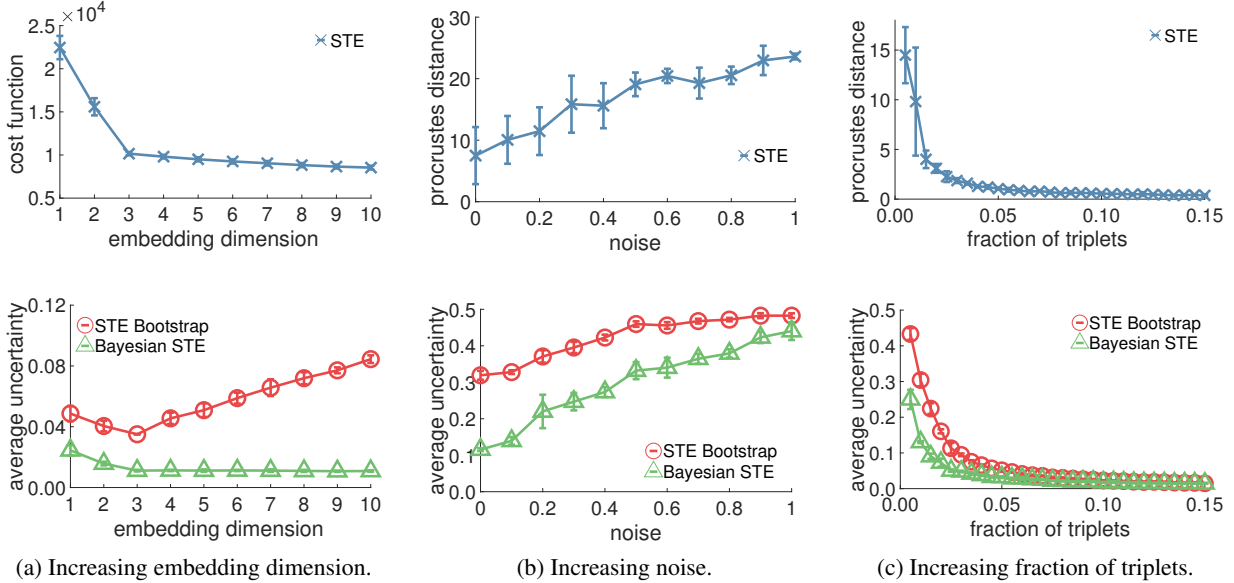 × 10⁴
2.5
2
1.5
1
0.5
cost function
STE
1 2 3 4 5 6 7 8 9 10
embedding dimension
30
20
10
0
procrustes distance
STE
0 0.2 0.4 0.6 0.8 1
noise
15
10
5
0
procrustes distance
STE
0.00 0.05 0.10 0.15
fraction of triplets
0.12
0.08
0.04
0.00
average uncertainty
STE Bootstrap
Bayesian STE
1 2 3 4 5 6 7 8 9 10
embedding dimension
0.5
0.4
0.3
0.2
0.1
0.0
average uncertainty
STE Bootstrap
Bayesian STE
0 0.2 0.4 0.6 0.8 1
noise
0.5
0.4
0.3
0.2
0.1
0.0
average uncertainty
STE Bootstrap
Bayesian STE
0.00 0.05 0.10 0.15
fraction of triplets
(a) Increasing embedding dimension.
(b) Increasing noise.
(c) Increasing fraction of triplets.